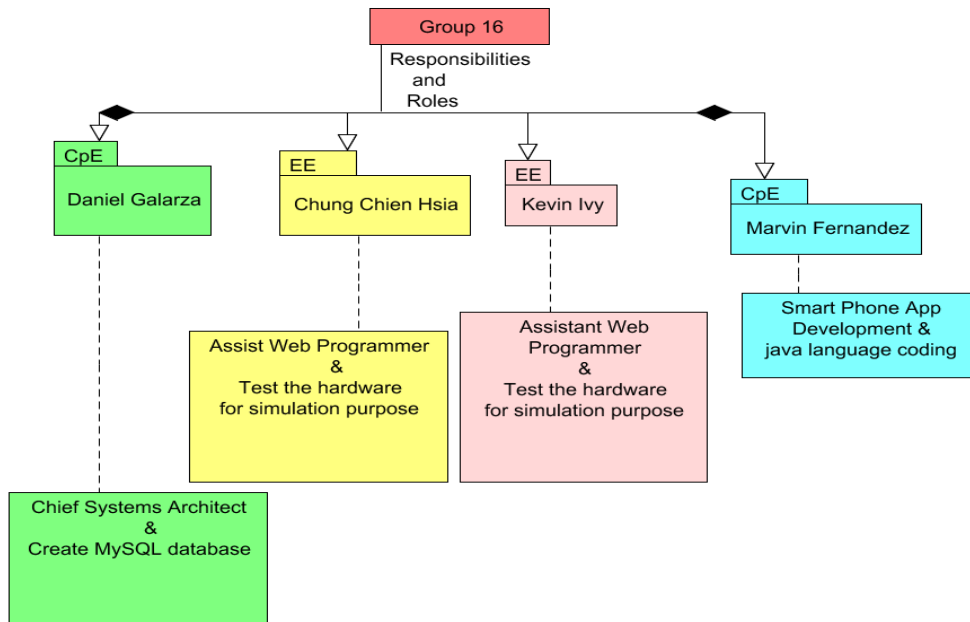 Group 16
Responsibilities
and
Roles
CpE
Daniel Galarza
EE
Chung Chien Hsia
EE
Kevin Ivy
CpE
Marvin Fernandez
Smart Phone App
Development &
java language coding
Assist Web Programmer
&
Test the hardware
for simulation purpose
Assistant Web
Programmer
&
Test the hardware
for simulation purpose
Chief Systems Architect
&
Create MySQL database